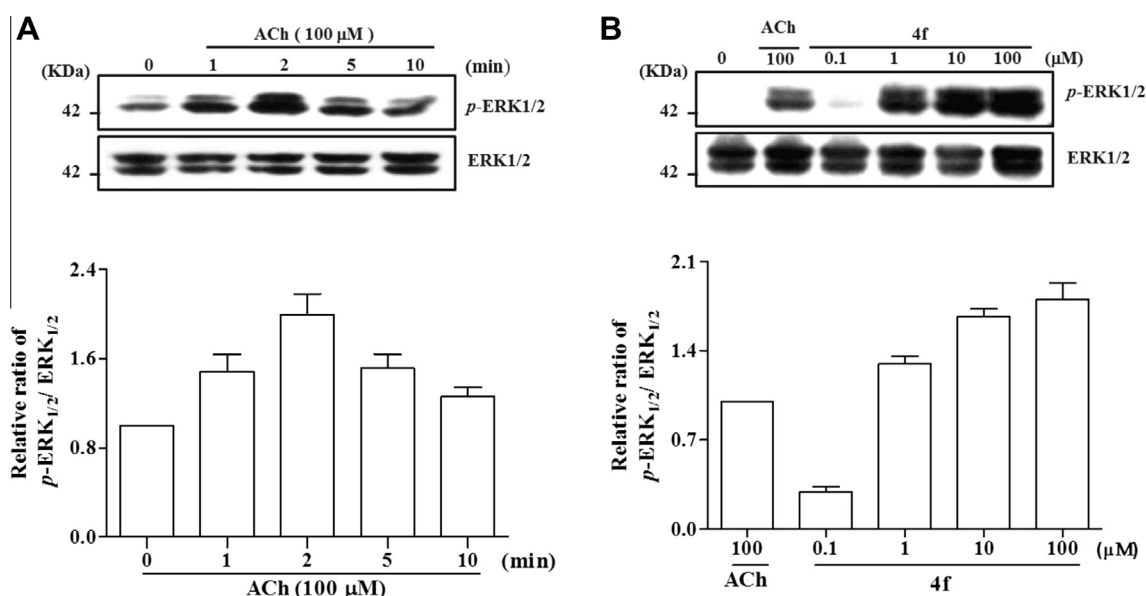 A
ACh ( 100 μM )
0 1 2 5 10 (min)
(KDa)
42 p-ERK1/2
42 ERK1/2
Relative ratio of
p-ERK1/2/ ERK1/2
2.4
1.6
0.8
0.0
0 1 2 5 10 (min)
ACh (100 μM)
B
ACh 4f
0 100 0.1 1 10 100 (μM)
(KDa)
42 p-ERK1/2
42 ERK1/2
Relative ratio of
p-ERK1/2/ ERK1/2
2.1
1.4
0.7
0.0
100 0.1 1 10 100 (μM)
ACh 4f